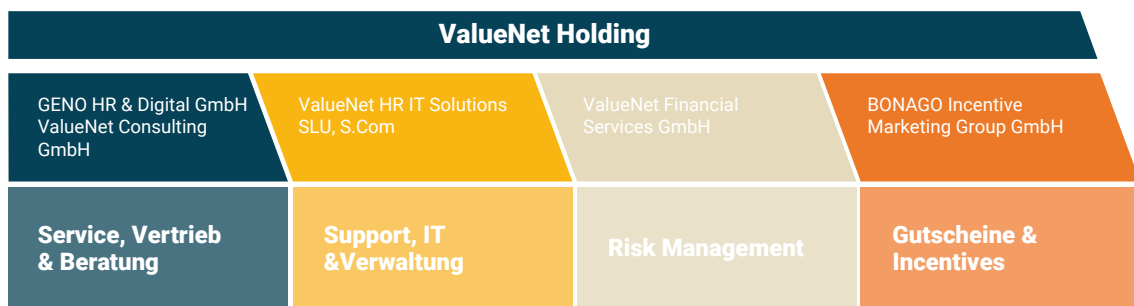 ValueNet Holding
GENO HR & Digital GmbH
ValueNet Consulting
GmbH
ValueNet HR IT Solutions
SLU, S.Com
ValueNet Financial
Services GmbH
BONAGO Incentive
Marketing Group GmbH
Service, Vertrieb
& Beratung
Support, IT
&Verwaltung
Risk Management
Gutscheine &
Incentives